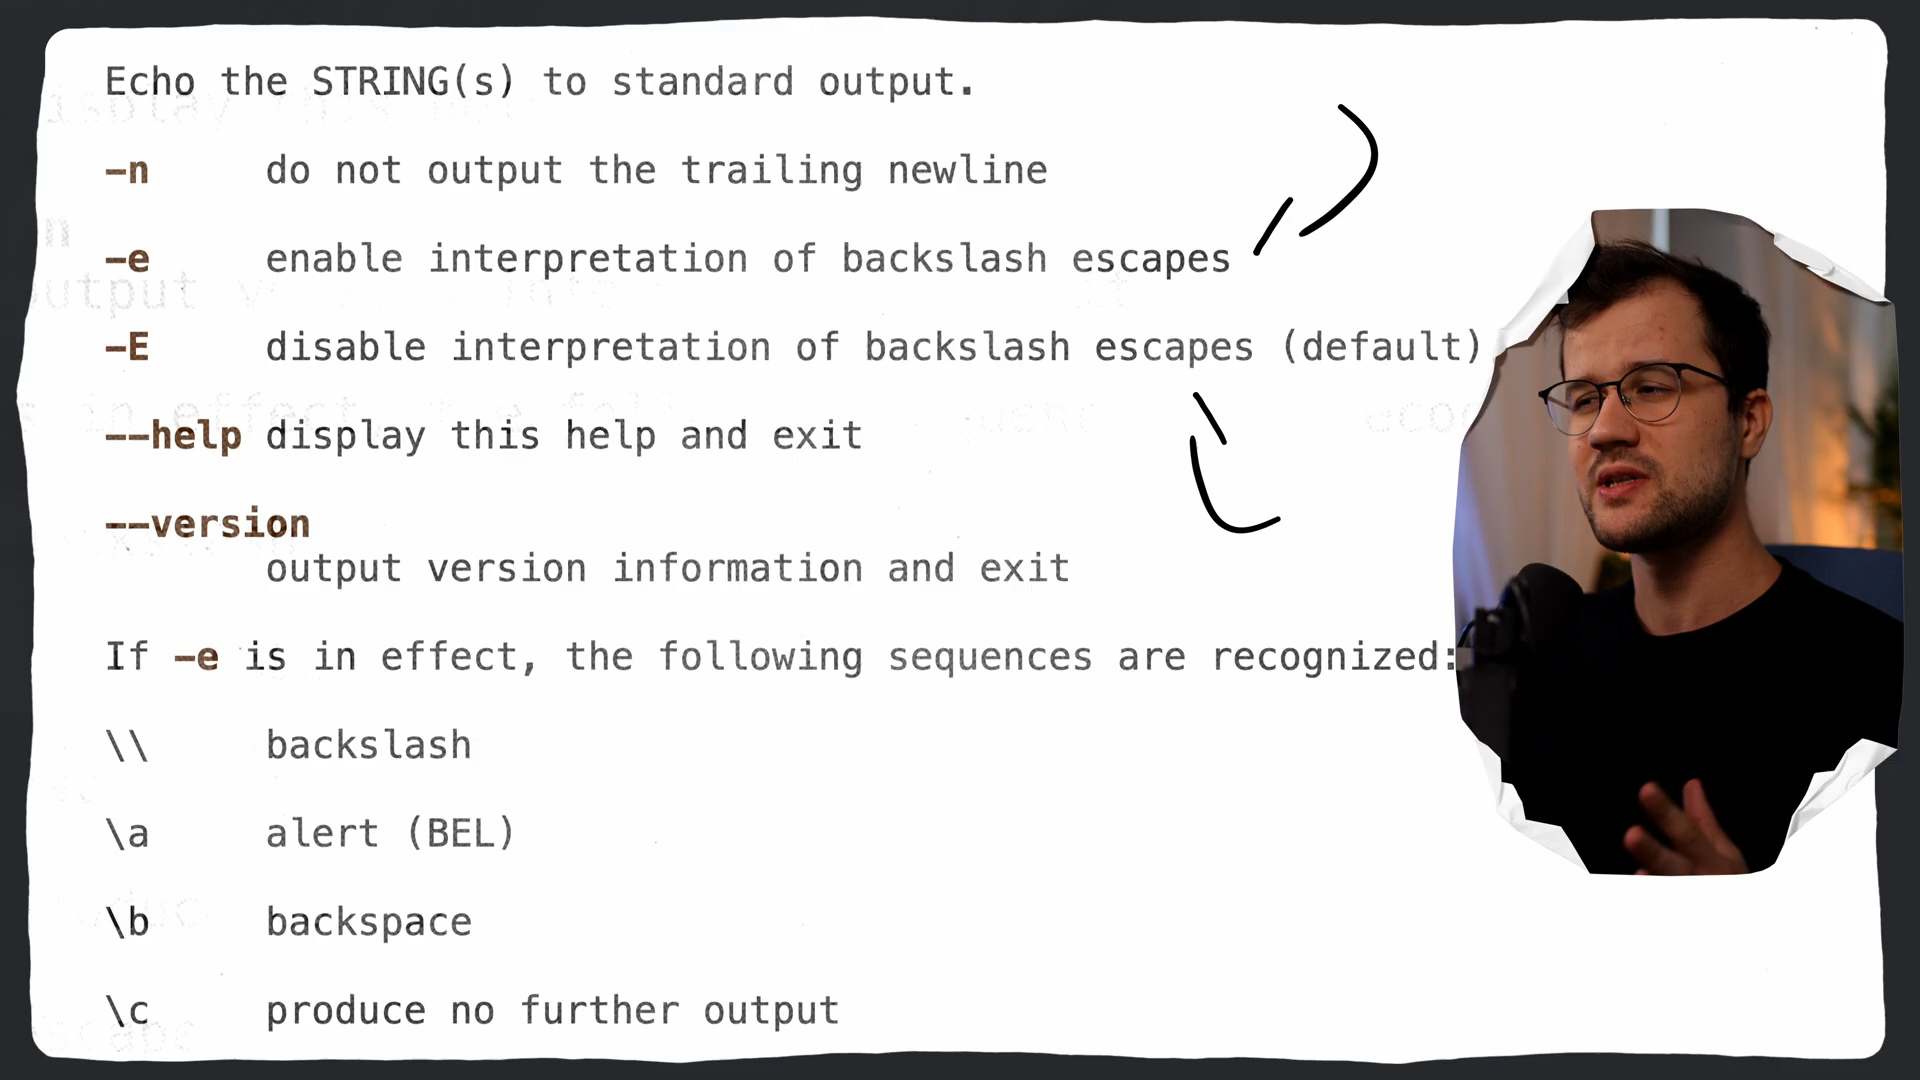 Echo the STRING(s) to standard output.
-n do not output the trailing newline
-e enable interpretation of backslash escapes
-E disable interpretation of backslash escapes (default)
--help display this help and exit
--version
output version information and exit
If -e is in effect, the following sequences are recognized:
\\ backslash
\a alert (BEL)
\b backspace
\c produce no further output